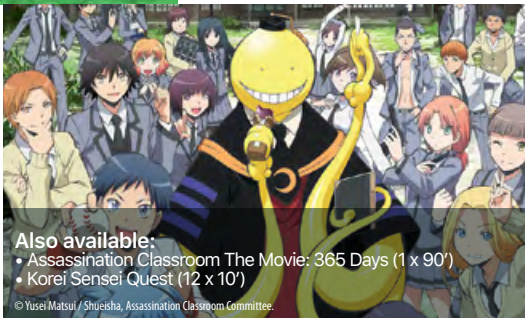 Also available:
• Assassination Classroom The Movie: 365 Days (1 x 90’)
• Korei Sensei Quest (12 x 10’)
© Yusei Matsui / Shueisha, Assassination Classroom Committee.